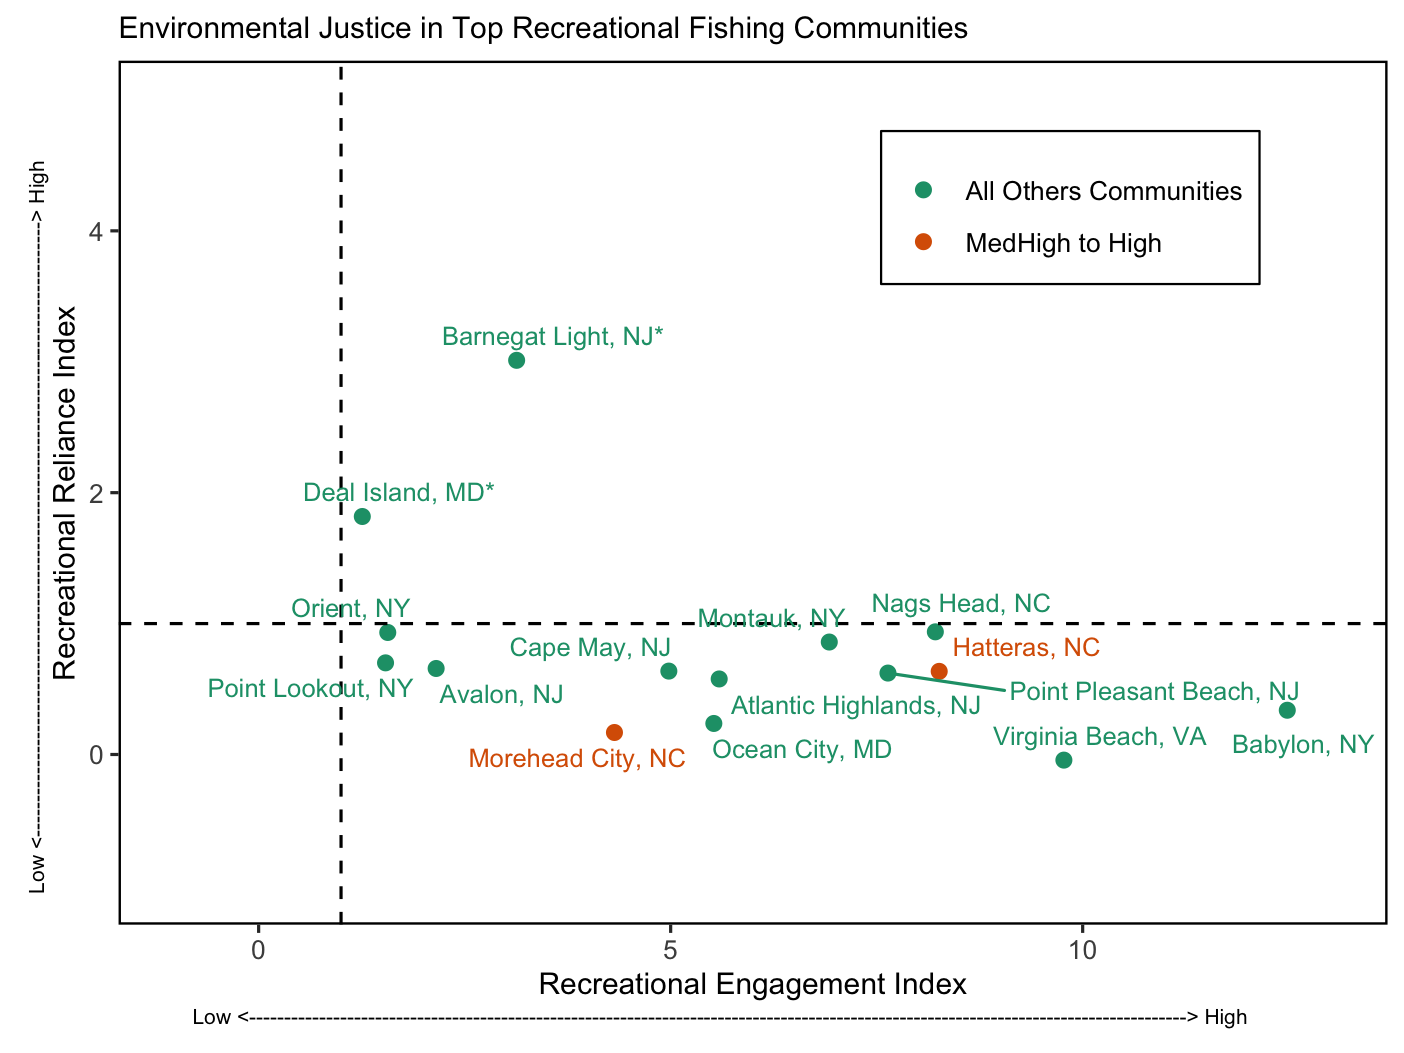 Environmental Justice in Top Recreational Fishing Communities
All Others Communities
MedHigh to High
4
2
0
Low <----------------------------------------------------------------------------------------> High
Recreational Reliance Index
Barnegat Light, NJ*
Deal Island, MD*
Orient, NY
Nags Head, NC
Montauk, NY
Cape May, NJ
Hatteras, NC
Point Lookout, NY
Avalon, NJ
Point Pleasant Beach, NJ
Atlantic Highlands, NJ
Virginia Beach, VA
Babylon, NY
Ocean City, MD
Morehead City, NC
0
5
10
Recreational Engagement Index
Low <--------------------------------------------------------------------------------------------------------------------------------------> High